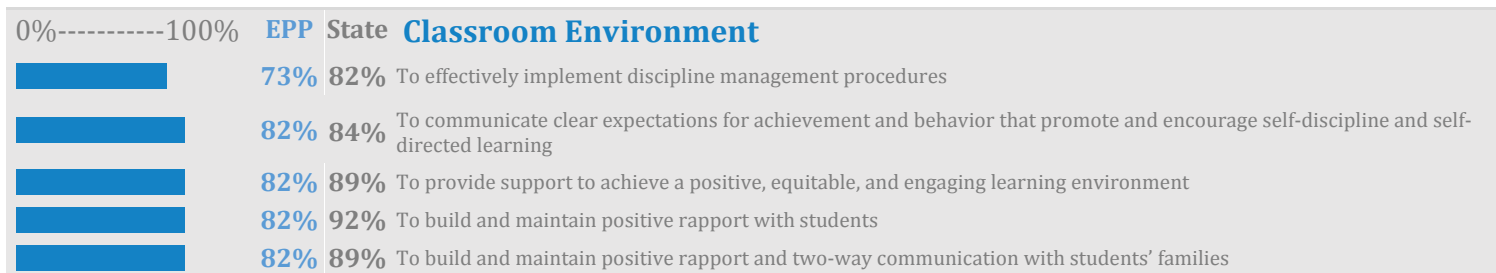 0%-----------100% EPP State Classroom Environment
73% 82% To effectively implement discipline management procedures
82% 84% To communicate clear expectations for achievement and behavior that promote and encourage self-discipline and self-
directed learning
82% 89% To provide support to achieve a positive, equitable, and engaging learning environment
82% 92% To build and maintain positive rapport with students
82% 89% To build and maintain positive rapport and two-way communication with students’ families